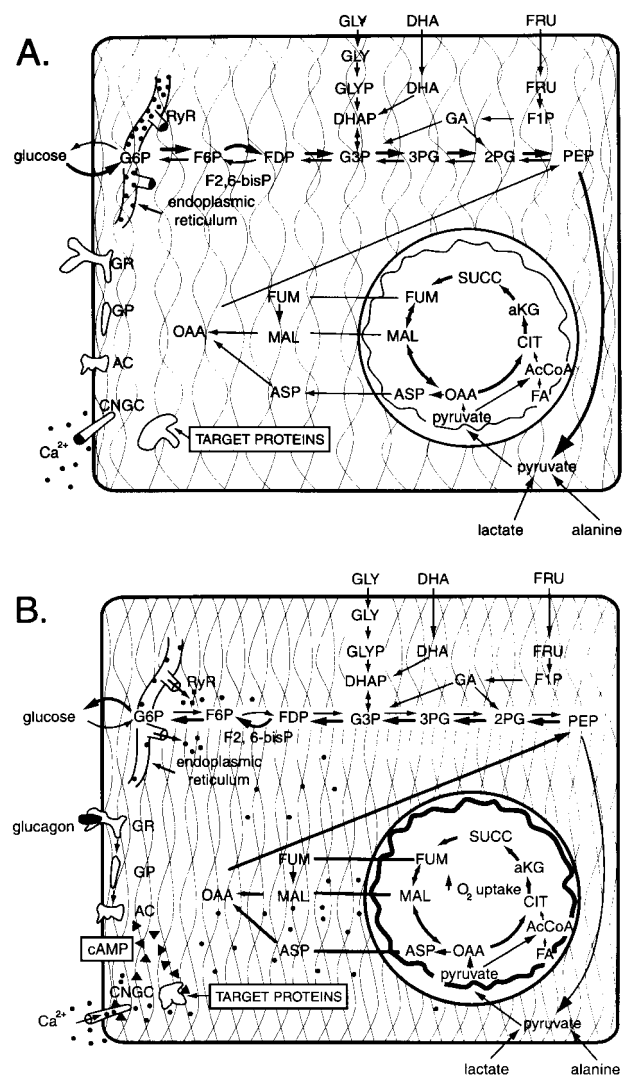 GLY DHA FRU
A.
GLY
GLYP DHA FRU
RyR DHAP GA F1P
glucose G6P F6P FDP G3P 3PG 2PG PEP
F2,6-bisP
endoplasmic
reticulum
GR
SUCC
FUM FUM aKG
GP
OAA MAL MAL CIT
AC AcCoA
ASP ASP OAA FA
CNGC pyruvate
TARGET PROTEINS
Ca2+
pyruvate
lactate alanine
GLY DHA FRU
B.
GLY
GLYP DHA FRU
RyR DHAP GA F1P
glucose G6P F6P FDP G3P 3PG 2PG PEP
F2, 6-bisP
endoplasmic
reticulum
glucagon GR
SUCC
FUM FUM aKG
GP
OAA MAL MAL O2 uptake CIT
AC AcCoA
cAMP ASP ASP OAA FA
pyruvate
CNGC TARGET PROTEINS
Ca2+
pyruvate
lactate alanine